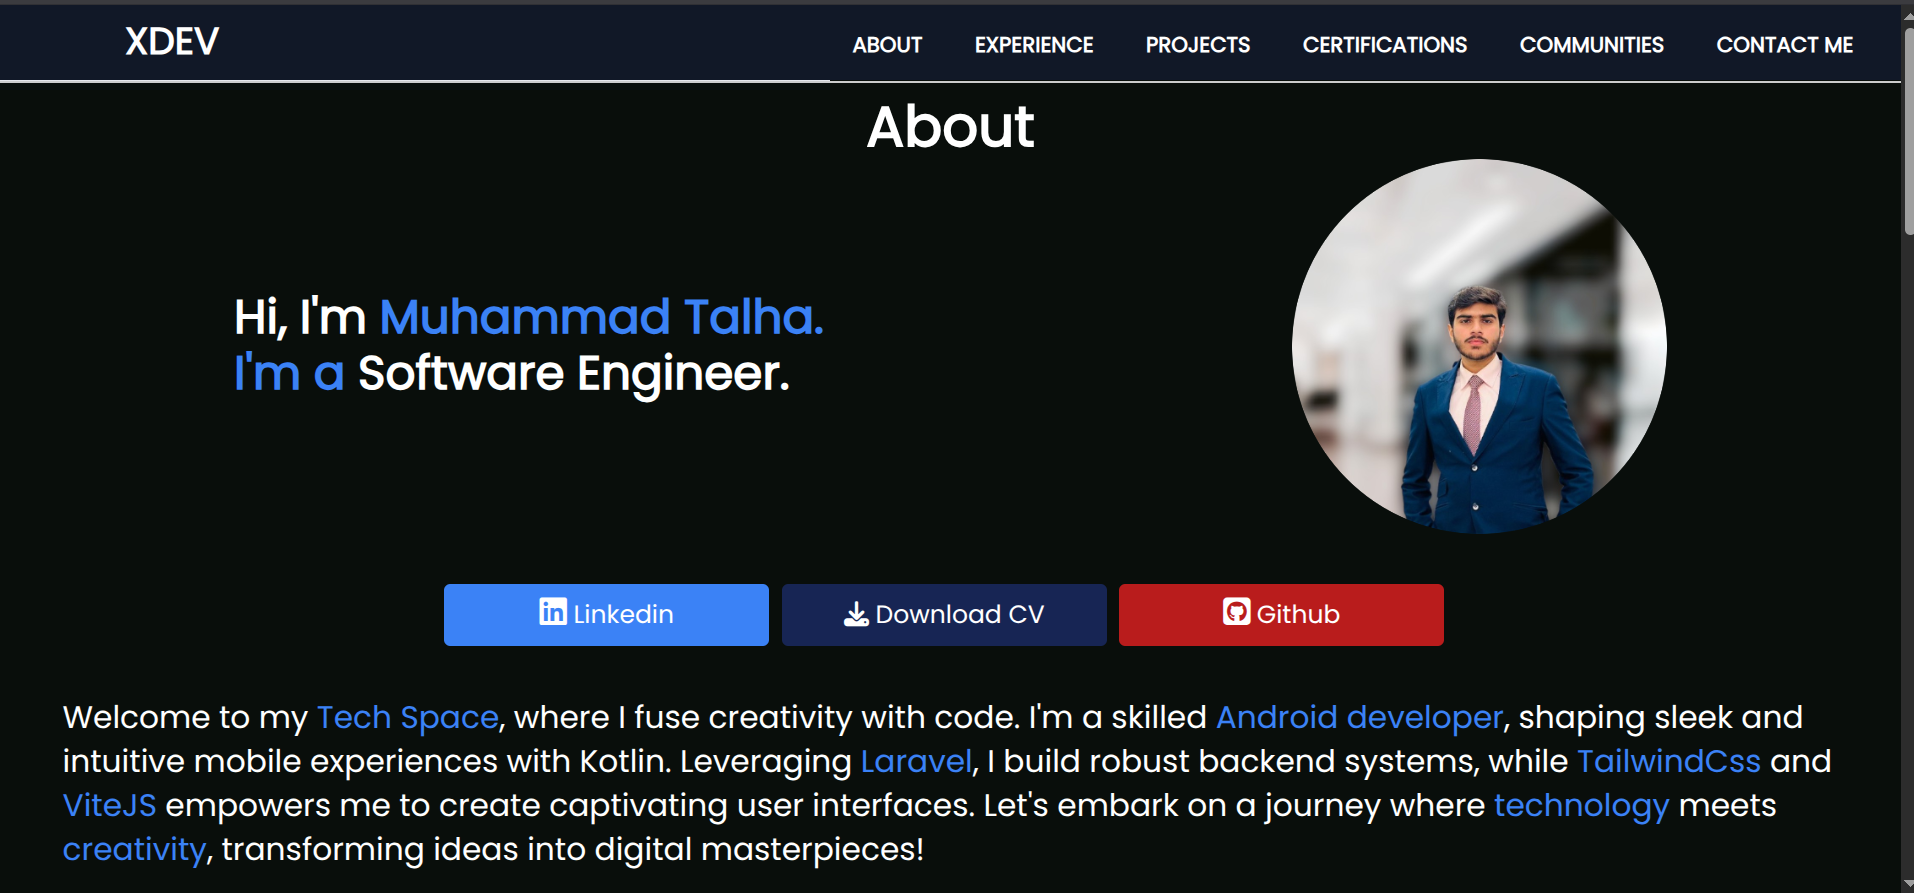 XDEV
ABOUT EXPERIENCE PROJECTS CERTIFICATIONS COMMUNITIES CONTACT ME
About
Hi, I'm Muhammad Talha.
I'm a Software Engineer.
Linkedin Download CV Github
Welcome to my Tech Space, where I fuse creativity with code. I'm a skilled Android developer, shaping sleek and
intuitive mobile experiences with Kotlin. Leveraging Laravel, I build robust backend systems, while TailwindCss and
ViteJS empowers me to create captivating user interfaces. Let's embark on a journey where technology meets
creativity, transforming ideas into digital masterpieces!